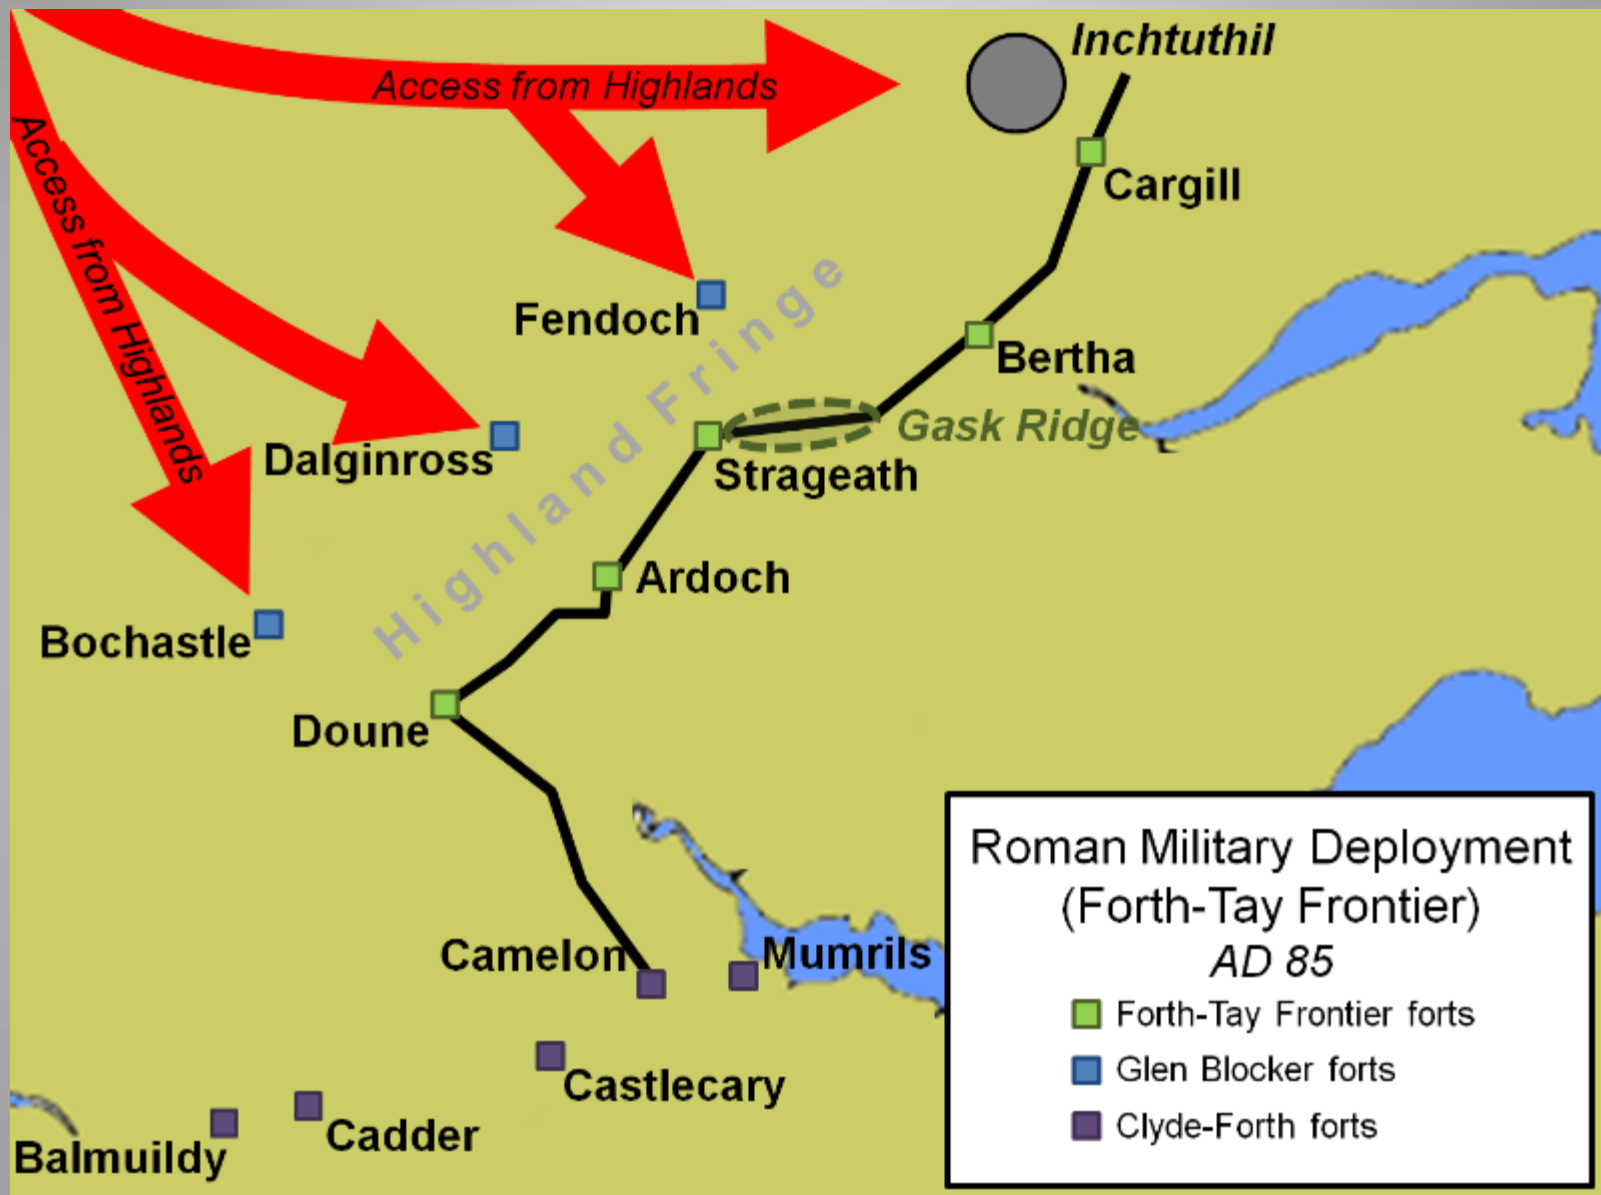 Inchtuthil
Access from Highlands
Access from Highlands
Cargill
Fendoch
Highland Fringe
Bertha
Gask Ridge
Dalginross
Strageath
Ardoch
Bochastle
Doune
Camelon
Mumrils
Castlecary
Cadder
Balmuildy
Roman Military Deployment
(Forth-Tay Frontier)
AD 85
Forth-Tay Frontier forts
Glen Blocker forts
Clyde-Forth forts